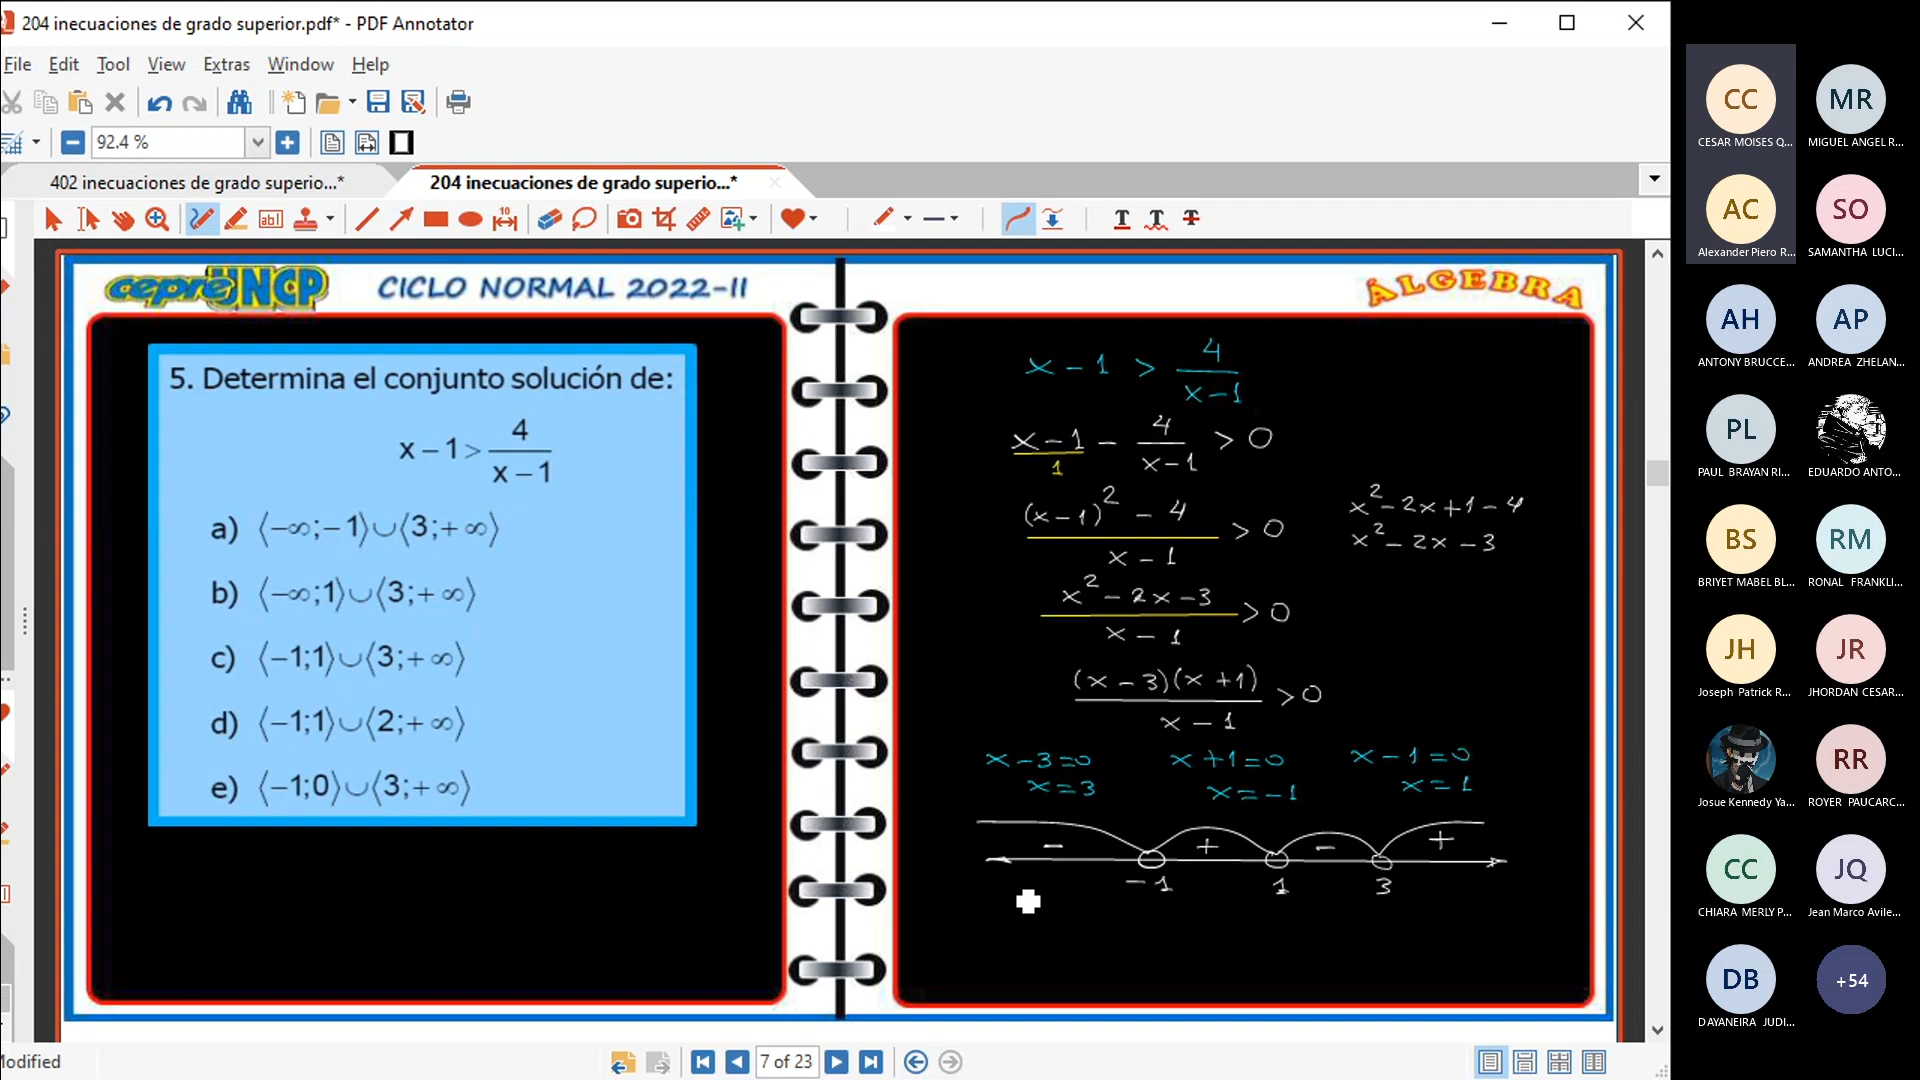 204 inecuaciones de grado superior.pdf* - PDF Annotator
File Edit Tool View Extras Window Help
92.4 %
402 inecuaciones de grado superio...*
204 inecuaciones de grado superio...*
cepreUNCP
CICLO NORMAL 2022-II
ÁLGEBRA
5. Determina el conjunto solución de:
x − 1 > 4/(x − 1)
a) ⟨−∞;−1⟩∪⟨3;+∞⟩
b) ⟨−∞;1⟩∪⟨3;+∞⟩
c) ⟨−1;1⟩∪⟨3;+∞⟩
d) ⟨−1;1⟩∪⟨2;+∞⟩
e) ⟨−1;0⟩∪⟨3;+∞⟩
x − 1 > 4/(x − 1)
(x − 1)/1 − 4/(x − 1) > 0
((x − 1)² − 4)/(x − 1) > 0
x² − 2x + 1 − 4
x² − 2x − 3
(x² − 2x − 3)/(x − 1) > 0
(x − 3)(x + 1)/(x − 1) > 0
x − 3 = 0 x + 1 = 0 x − 1 = 0
x = 3 x = −1 x = 1
− + − +
−1 1 3
Modified
7 of 23
CC MR
CESAR MOISES Q... MIGUEL ANGEL R...
AC SO
Alexander Piero R... SAMANTHA LUCI...
AH AP
ANTONY BRUCCE... ANDREA ZHELAN...
PL
PAUL BRAYAN RI... EDUARDO ANTO...
BS RM
BRIYET MABEL BL... RONAL FRANKLI...
JH JR
Joseph Patrick R... JHORDAN CESAR...
RR
Josue Kennedy Ya... ROYER PAUCARC...
CC JQ
CHIARA MERLY P... Jean Marco Avile...
DB +54
DAYANEIRA JUDI...